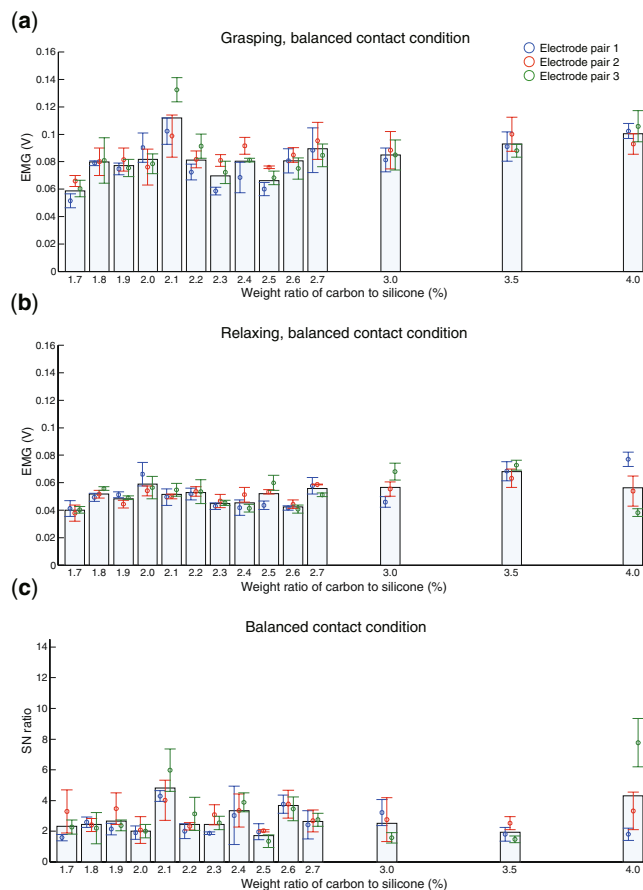 (a)
Grasping, balanced contact condition
Electrode pair 1
Electrode pair 2
Electrode pair 3
EMG (V)
0.16
0.14
0.12
0.1
0.08
0.06
0.04
0.02
0
1.7 1.8 1.9 2.0 2.1 2.2 2.3 2.4 2.5 2.6 2.7 3.0 3.5 4.0
Weight ratio of carbon to silicone (%)
(b)
Relaxing, balanced contact condition
EMG (V)
0.16
0.14
0.12
0.1
0.08
0.06
0.04
0.02
0
1.7 1.8 1.9 2.0 2.1 2.2 2.3 2.4 2.5 2.6 2.7 3.0 3.5 4.0
Weight ratio of carbon to silicone (%)
(c)
Balanced contact condition
SN ratio
14
12
10
8
6
4
2
0
1.7 1.8 1.9 2.0 2.1 2.2 2.3 2.4 2.5 2.6 2.7 3.0 3.5 4.0
Weight ratio of carbon to silicone (%)